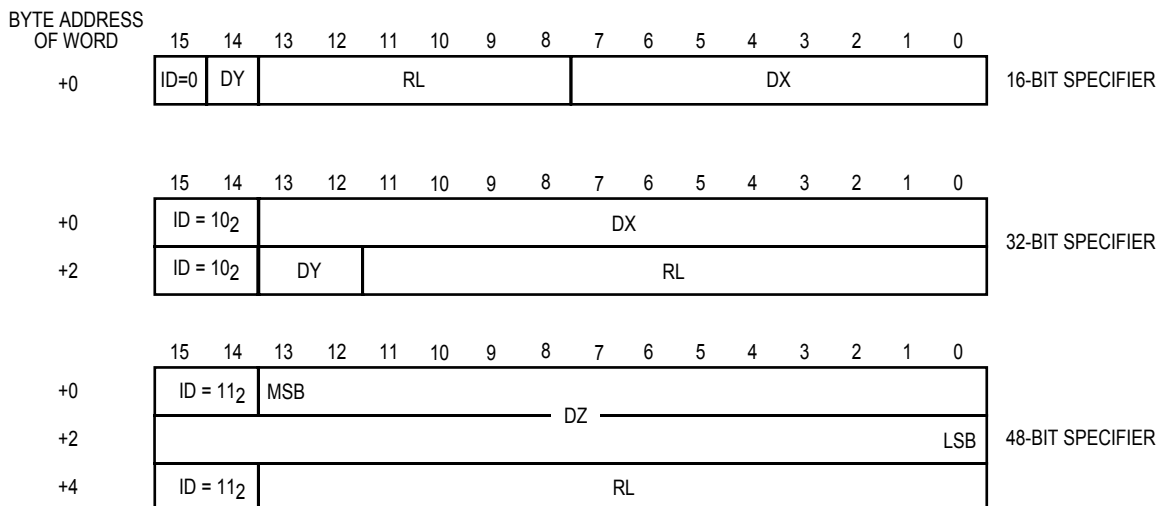 BYTE ADDRESS
OF WORD
15 14 13 12 11 10 9 8 7 6 5 4 3 2 1 0
+0 ID=0 DY RL DX 16-BIT SPECIFIER
15 14 13 12 11 10 9 8 7 6 5 4 3 2 1 0
+0 ID = 10₂ DX
32-BIT SPECIFIER
+2 ID = 10₂ DY RL
15 14 13 12 11 10 9 8 7 6 5 4 3 2 1 0
+0 ID = 11₂ MSB
DZ
+2 LSB 48-BIT SPECIFIER
+4 ID = 11₂ RL